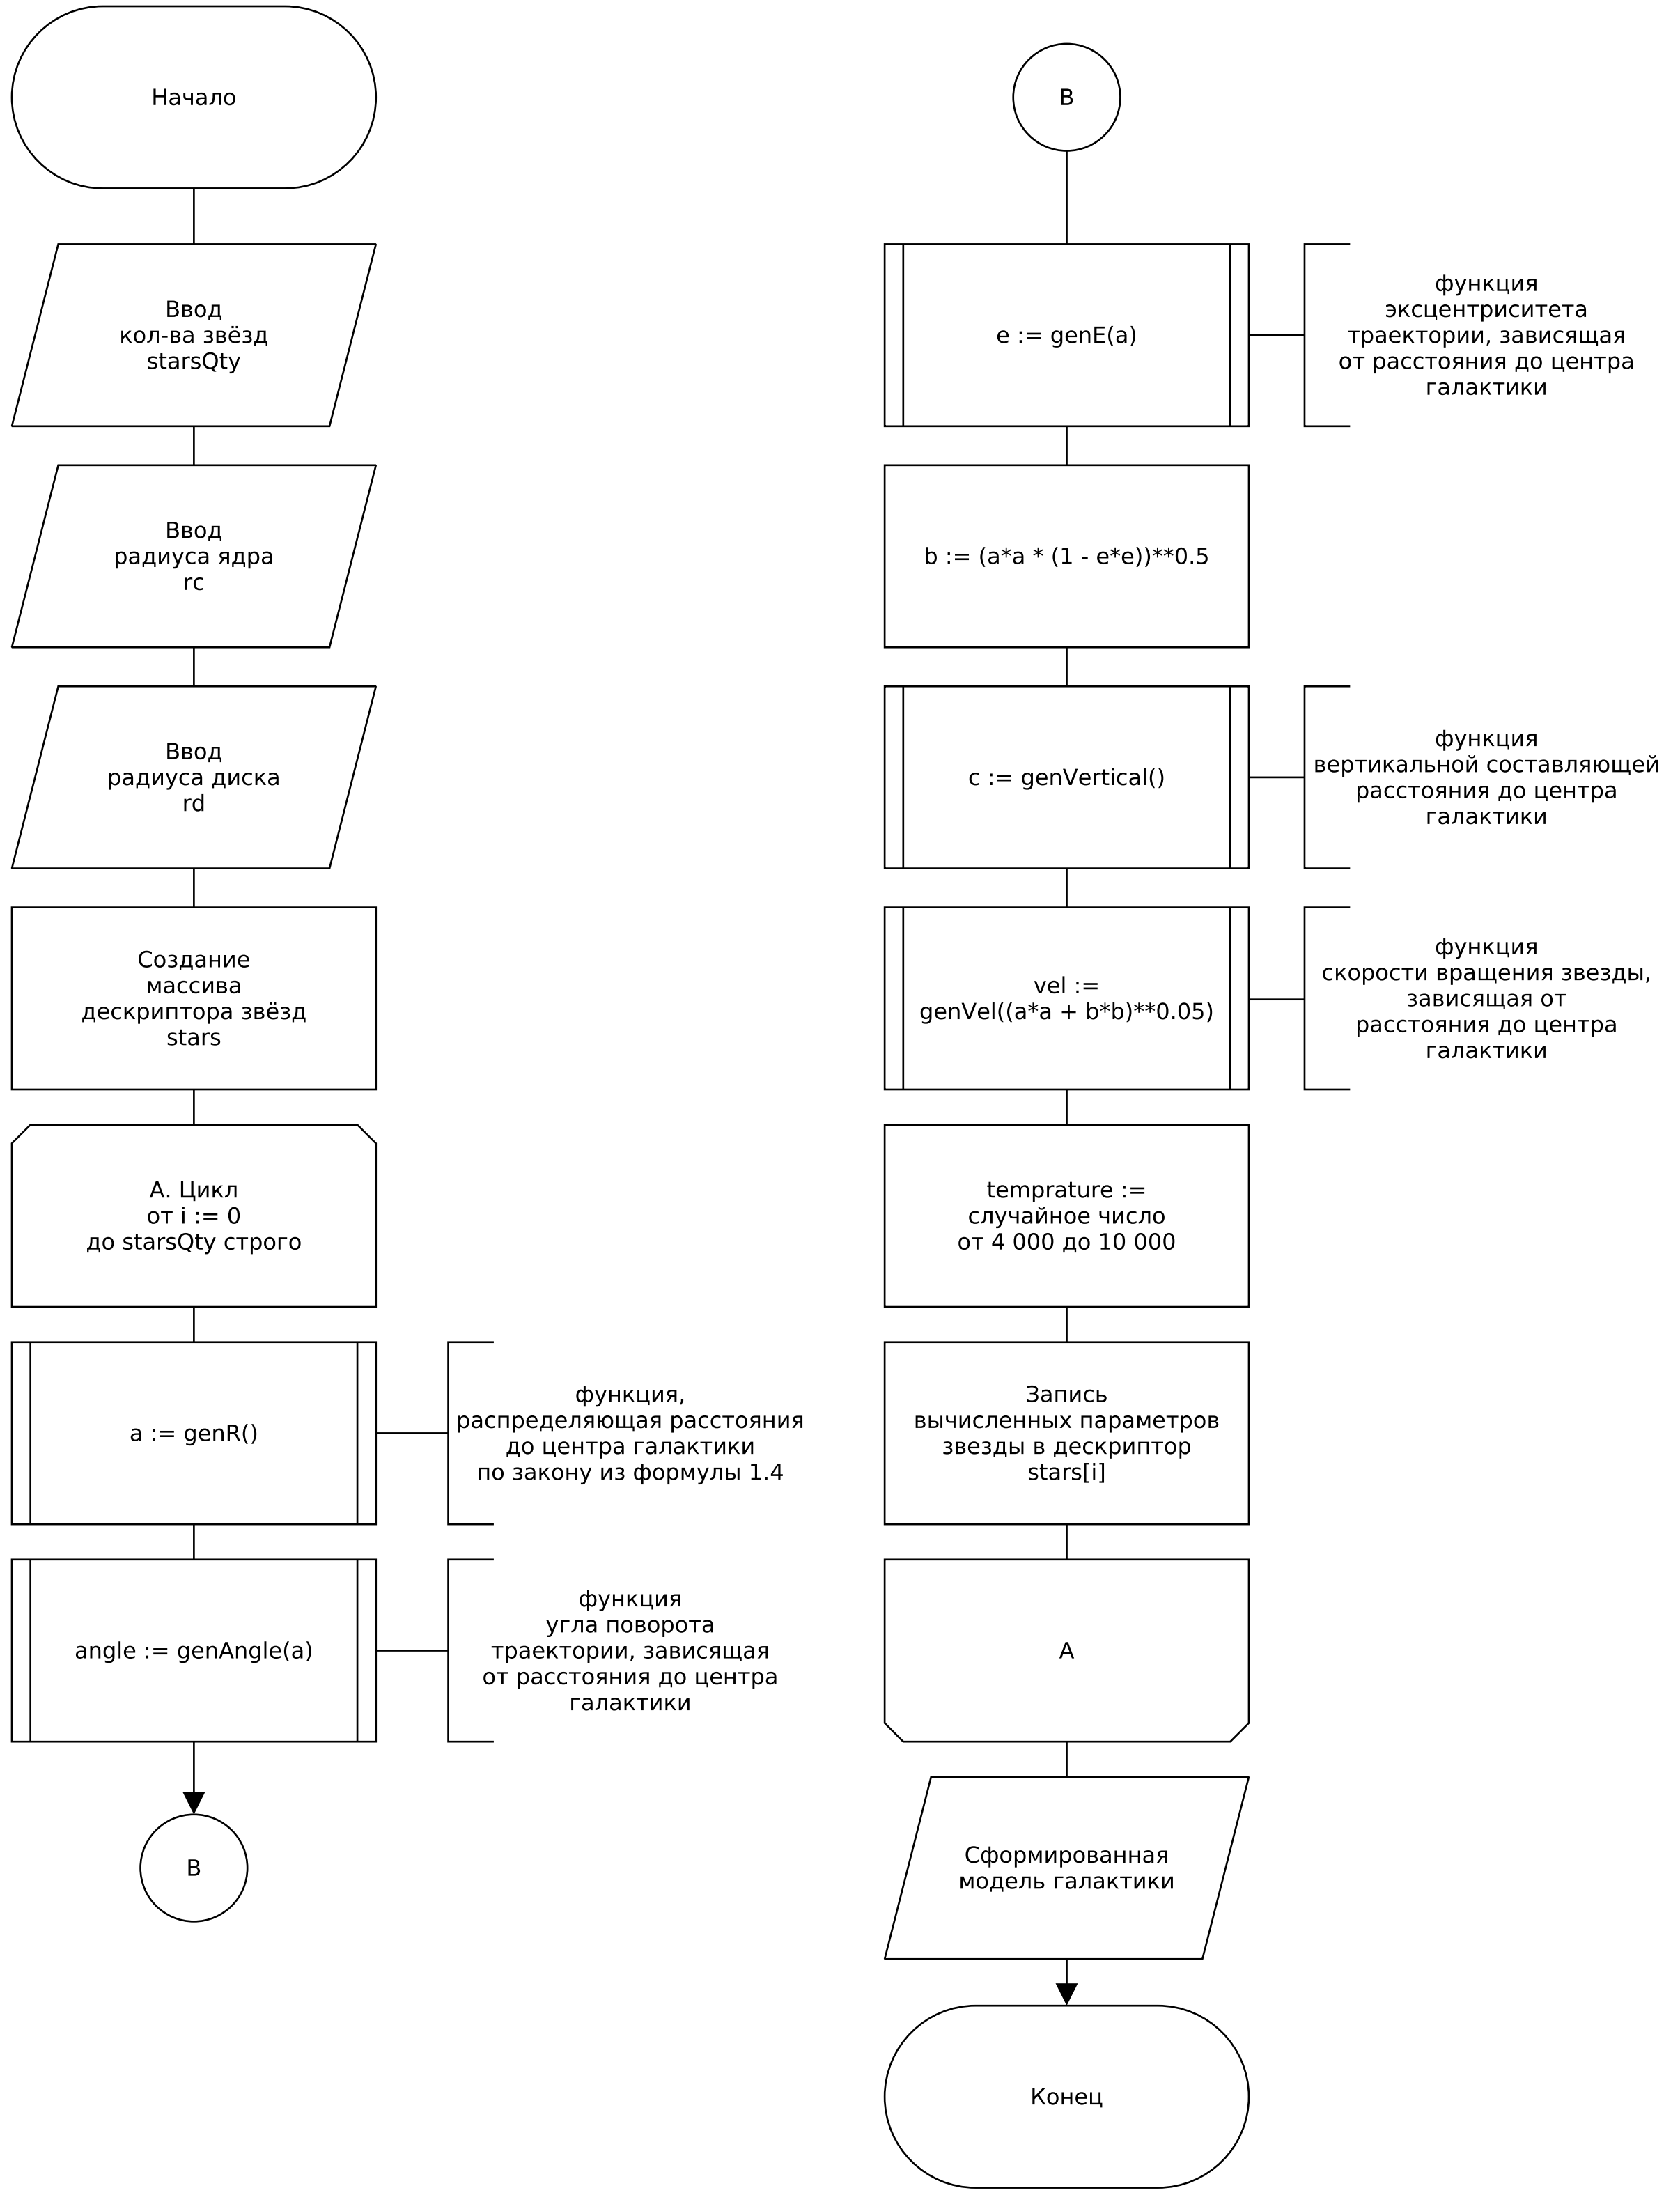 Начало
Ввод
кол-ва звёзд
starsQty
Ввод
радиуса ядра
rc
Ввод
радиуса диска
rd
Создание
массива
дескриптора звёзд
stars
A. Цикл
от i := 0
до starsQty строго
a := genR()
функция,
распределяющая расстояния
до центра галактики
по закону из формулы 1.4
angle := genAngle(a)
функция
угла поворота
траектории, зависящая
от расстояния до центра
галактики
B
B
e := genE(a)
функция
эксцентриситета
траектории, зависящая
от расстояния до центра
галактики
b := (a*a * (1 - e*e))**0.5
c := genVertical()
функция
вертикальной составляющей
расстояния до центра
галактики
vel :=
genVel((a*a + b*b)**0.05)
функция
скорости вращения звезды,
зависящая от
расстояния до центра
галактики
temprature :=
случайное число
от 4 000 до 10 000
Запись
вычисленных параметров
звезды в дескриптор
stars[i]
A
Сформированная
модель галактики
Конец